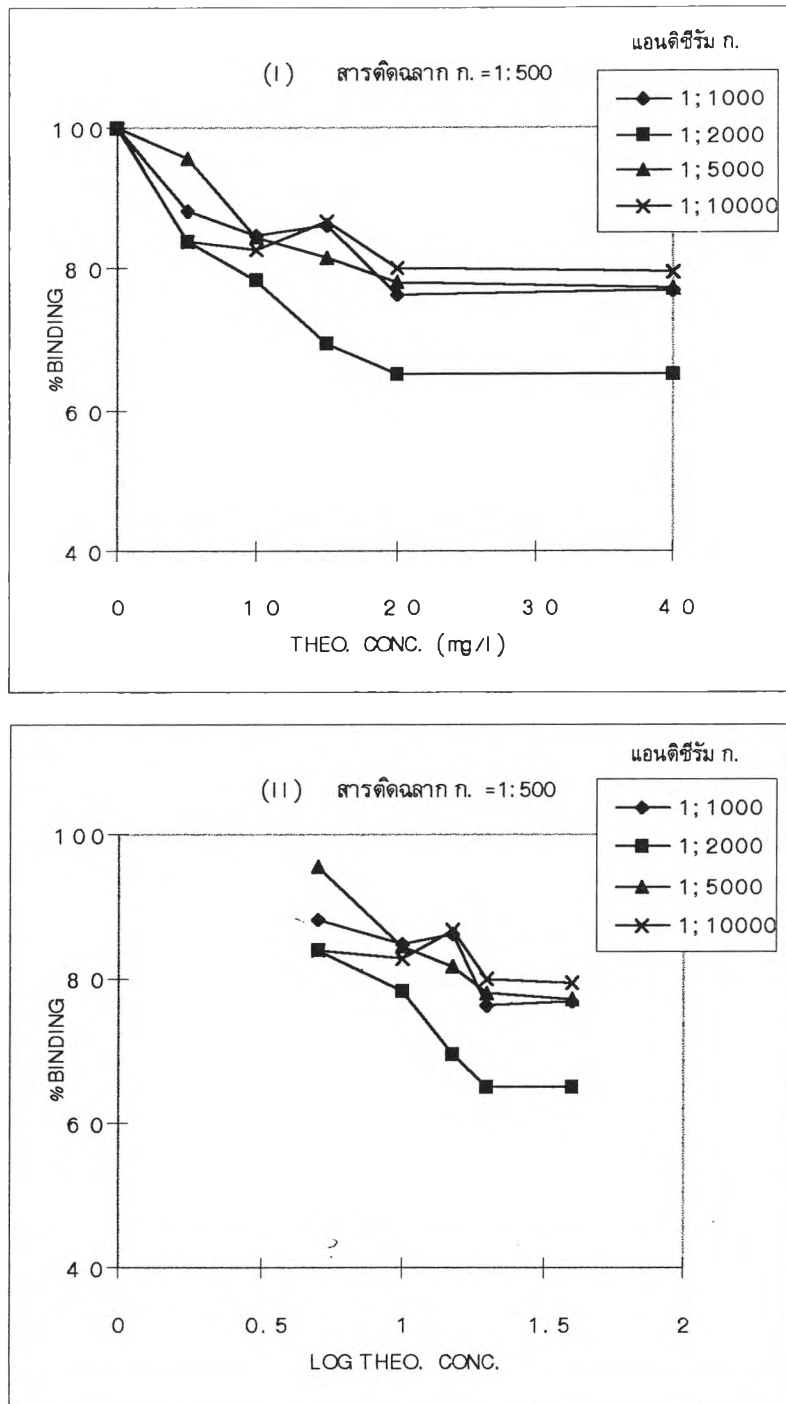 แอนติซีรัม ก.
(I) สารติดฉลาก ก. =1:500
1;1000
1;2000
1;5000
1;10000
100
80
60
40
%BINDING
0 10 20 30 40
THEO. CONC. (mg/l)
แอนติซีรัม ก.
(II) สารติดฉลาก ก. =1:500
1;1000
1;2000
1;5000
1;10000
100
80
60
40
%BINDING
0 0.5 1 1.5 2
LOG THEO. CONC.